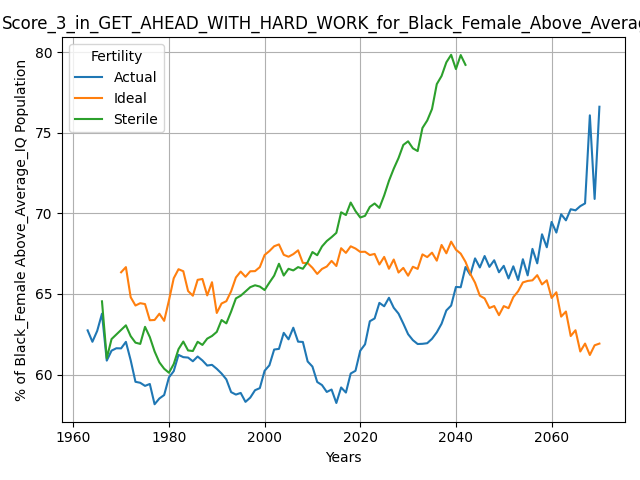 Score_3_in_GET_AHEAD_WITH_HARD_WORK_for_Black_Female_Above_Avera
Fertility
Actual
Ideal
Sterile
% of Black_Female Above_Average_IQ Population
80
75
70
65
60
1960 1980 2000 2020 2040 2060
Years